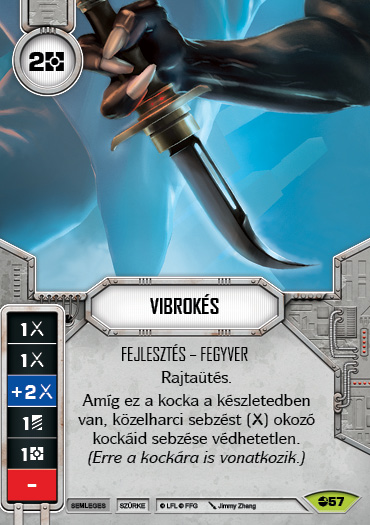 2
VIBROKÉS
FEJLESZTÉS – FEGYVER
Rajtaütés.
Amíg ez a kocka a készletedben
van, közelharci sebzést (⚔) okozó
kockáid sebzése védhetetlen.
(Erre a kockára is vonatkozik.)
1
1
+2
1
1
–
SEMLEGES SZÜRKE © LFL © FFG Jimmy Zhang 57